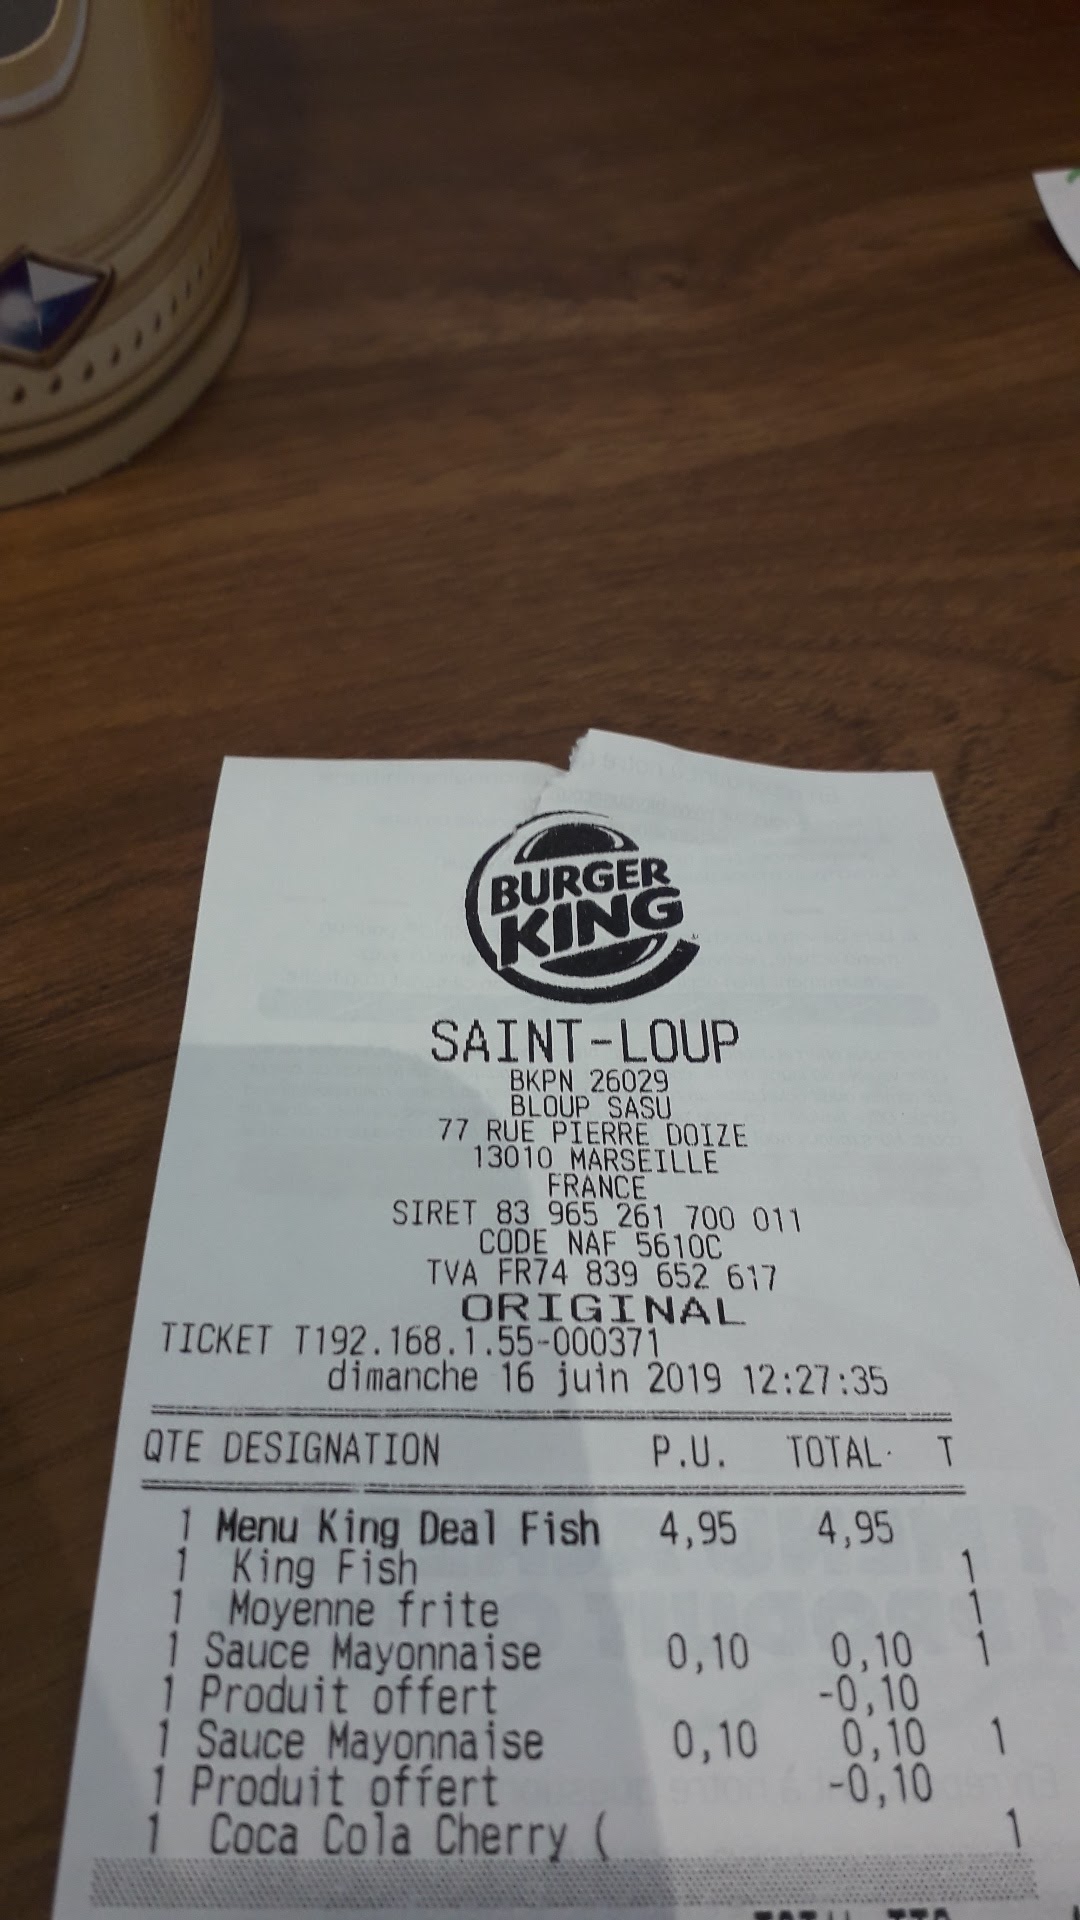 BURGER
KING
SAINT-LOUP
BKPN 26029
BLOUP SASU
77 RUE PIERRE DOIZE
13010 MARSEILLE
FRANCE
SIRET 83 965 261 700 011
CODE NAF 5610C
TVA FR74 839 652 617
ORIGINAL
TICKET T192.168.1.55-000371
dimanche 16 juin 2019 12:27:35
QTE DESIGNATION P.U. TOTAL T
1 Menu King Deal Fish 4,95 4,95
1 King Fish 1
1 Moyenne frite 1
1 Sauce Mayonnaise 0,10 0,10 1
1 Produit offert -0,10
1 Sauce Mayonnaise 0,10 0,10 1
1 Produit offert -0,10
1 Coca Cola Cherry ( 1